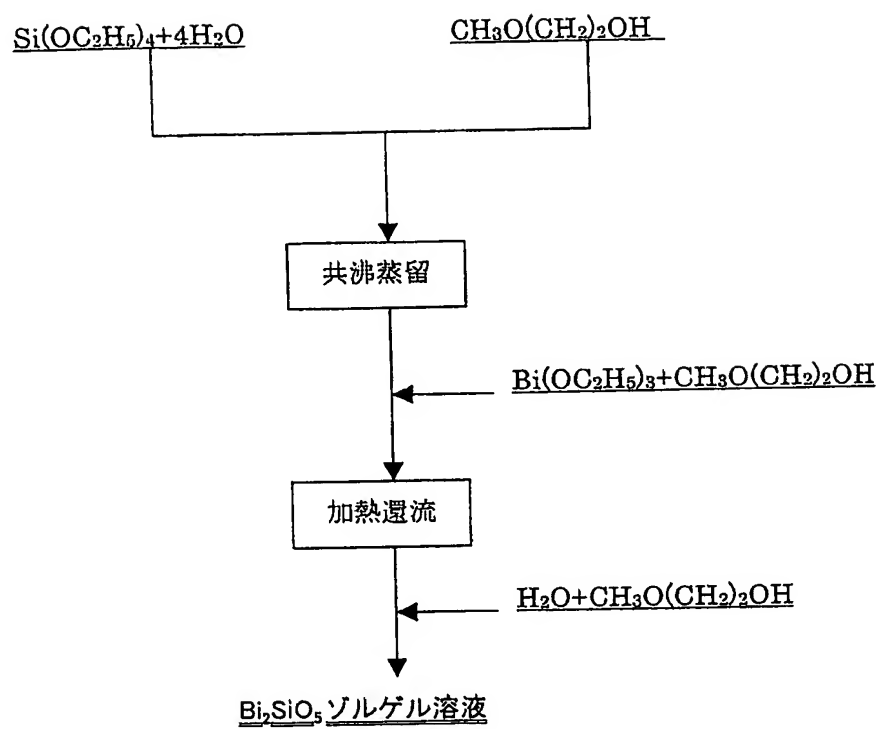 Si(OC₂H₅)₄+4H₂O
CH₃O(CH₂)₂OH
共沸蒸留
Bi(OC₂H₅)₃+CH₃O(CH₂)₂OH
加熱還流
H₂O+CH₃O(CH₂)₂OH
Bi₂SiO₅ゾルゲル溶液